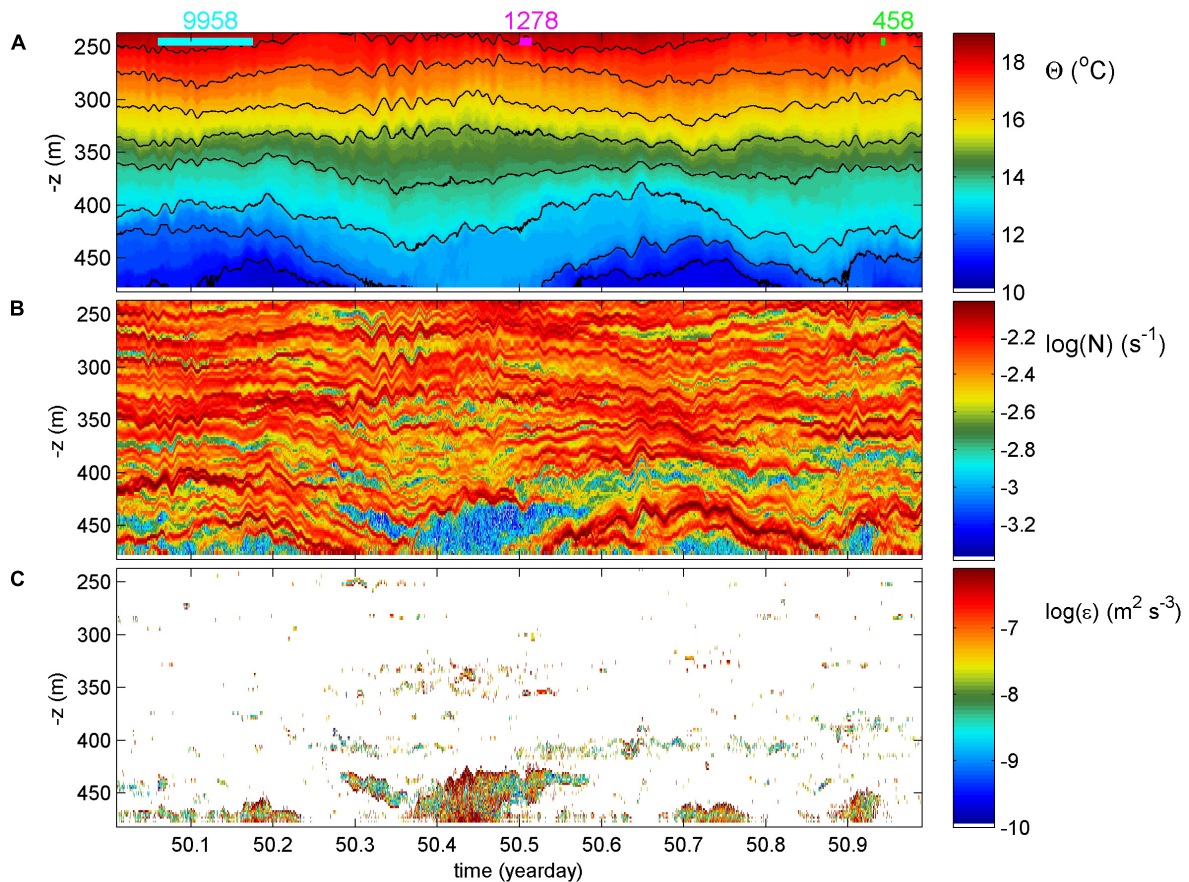 9958 1278 458
A
250
300
350
400
450
-z (m)
18
16
14
12
10
Θ (°C)
B
250
300
350
400
450
-z (m)
-2.2
-2.4
-2.6
-2.8
-3
-3.2
log(N) (s⁻¹)
C
250
300
350
400
450
-z (m)
-7
-8
-9
-10
log(ε) (m² s⁻³)
50.1 50.2 50.3 50.4 50.5 50.6 50.7 50.8 50.9
time (yearday)